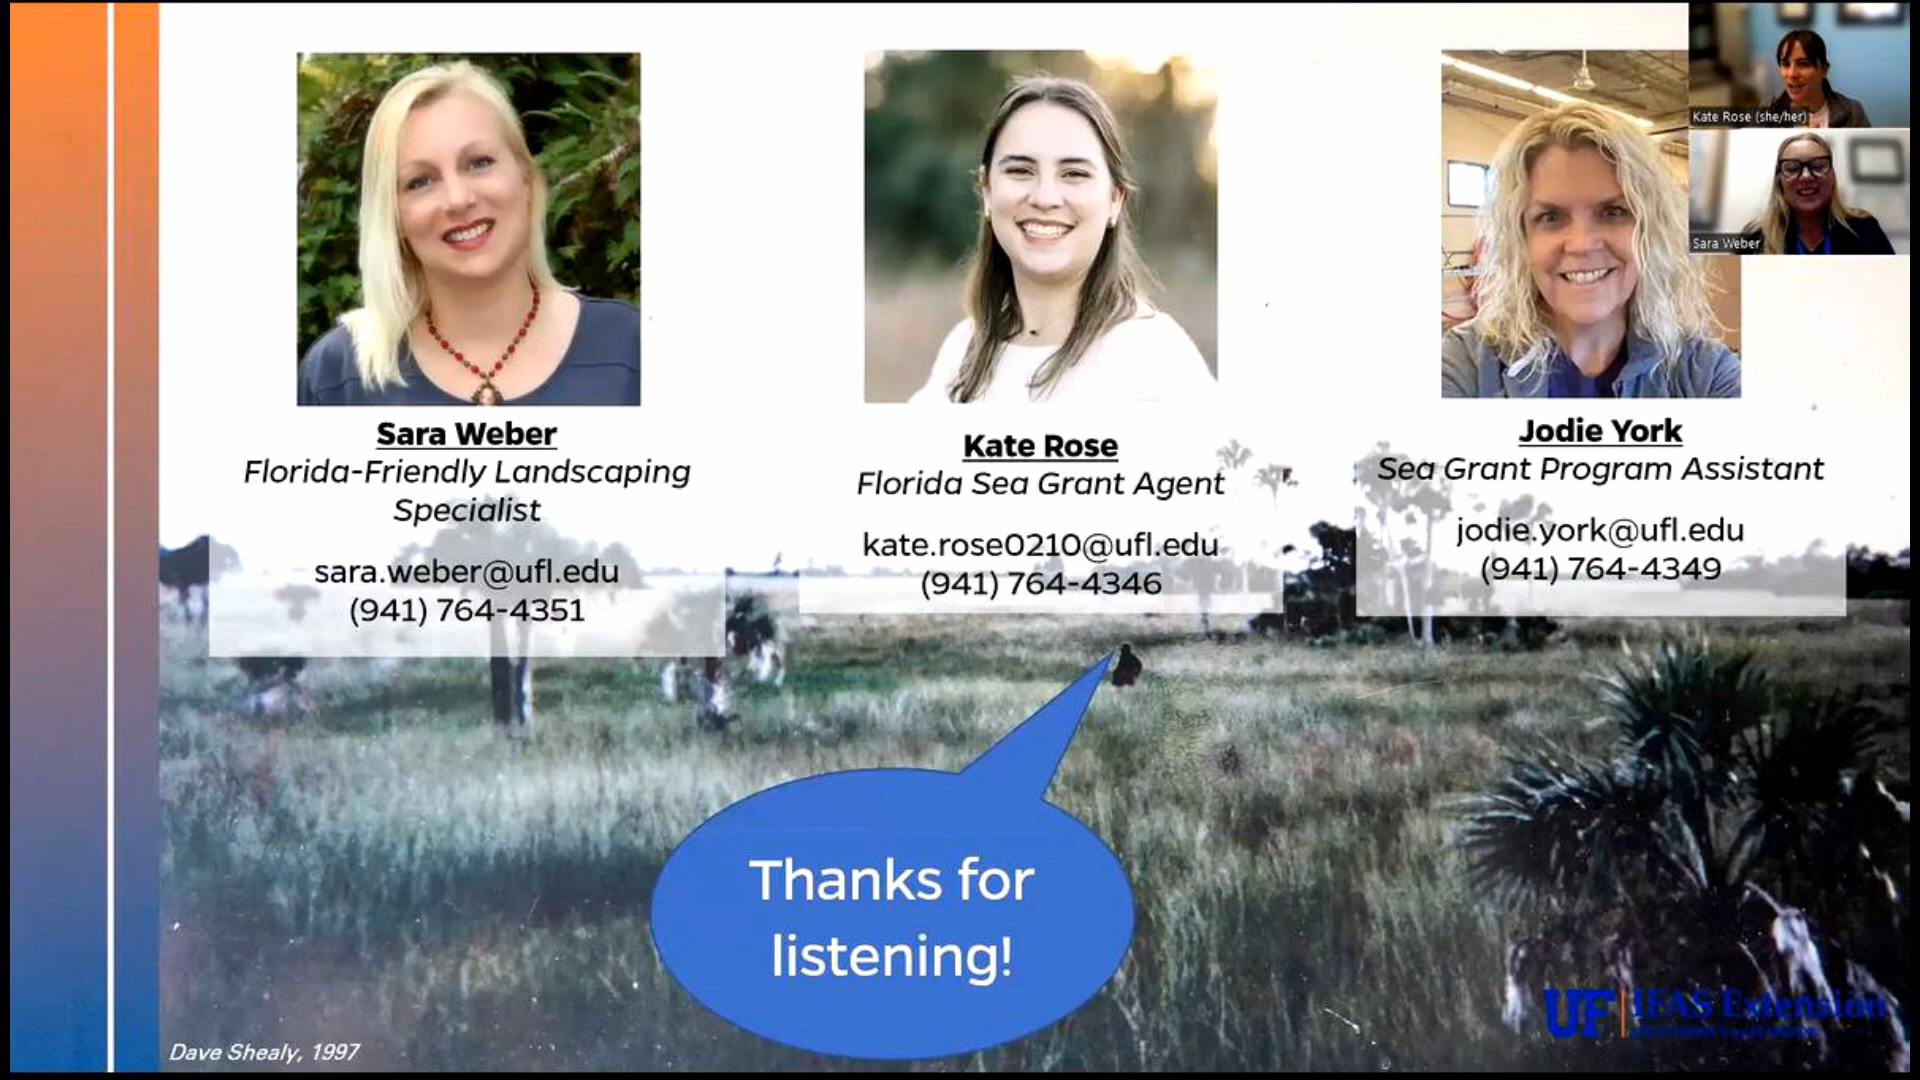 Kate Rose (she/her)
Sara Weber
Sara Weber
Florida-Friendly Landscaping
Specialist
sara.weber@ufl.edu
(941) 764-4351
Kate Rose
Florida Sea Grant Agent
kate.rose0210@ufl.edu
(941) 764-4346
Jodie York
Sea Grant Program Assistant
jodie.york@ufl.edu
(941) 764-4349
Thanks for
listening!
Dave Shealy, 1997
UF IFAS Extension